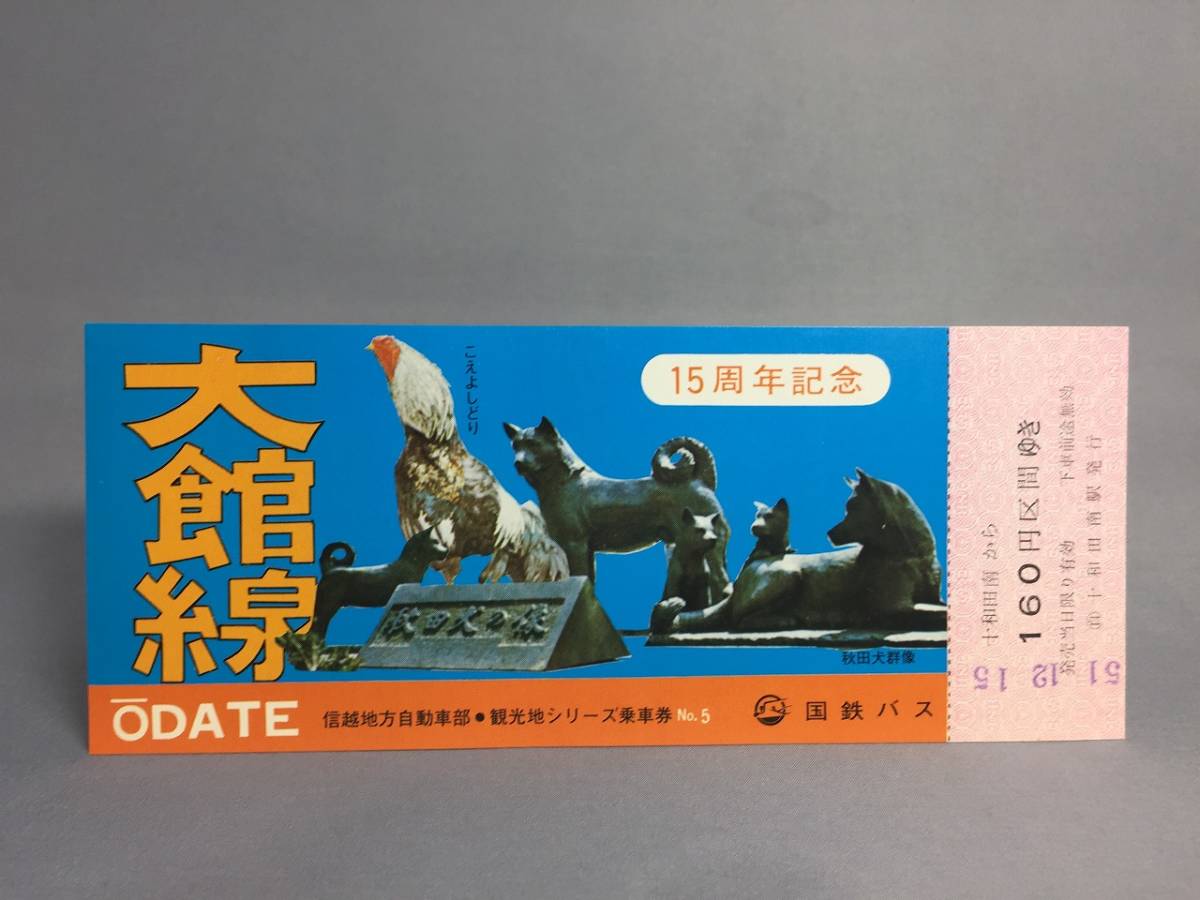 大館線
こえよしどり
15周年記念
秋田犬の像
秋田犬群像
ŌDATE
信越地方自動車部●観光地シリーズ乗車券 No.5
国鉄バス
十和田南から
160円区間ゆき
発売当日限り有効 下車前途無効
十和田南駅発行
51.12.15